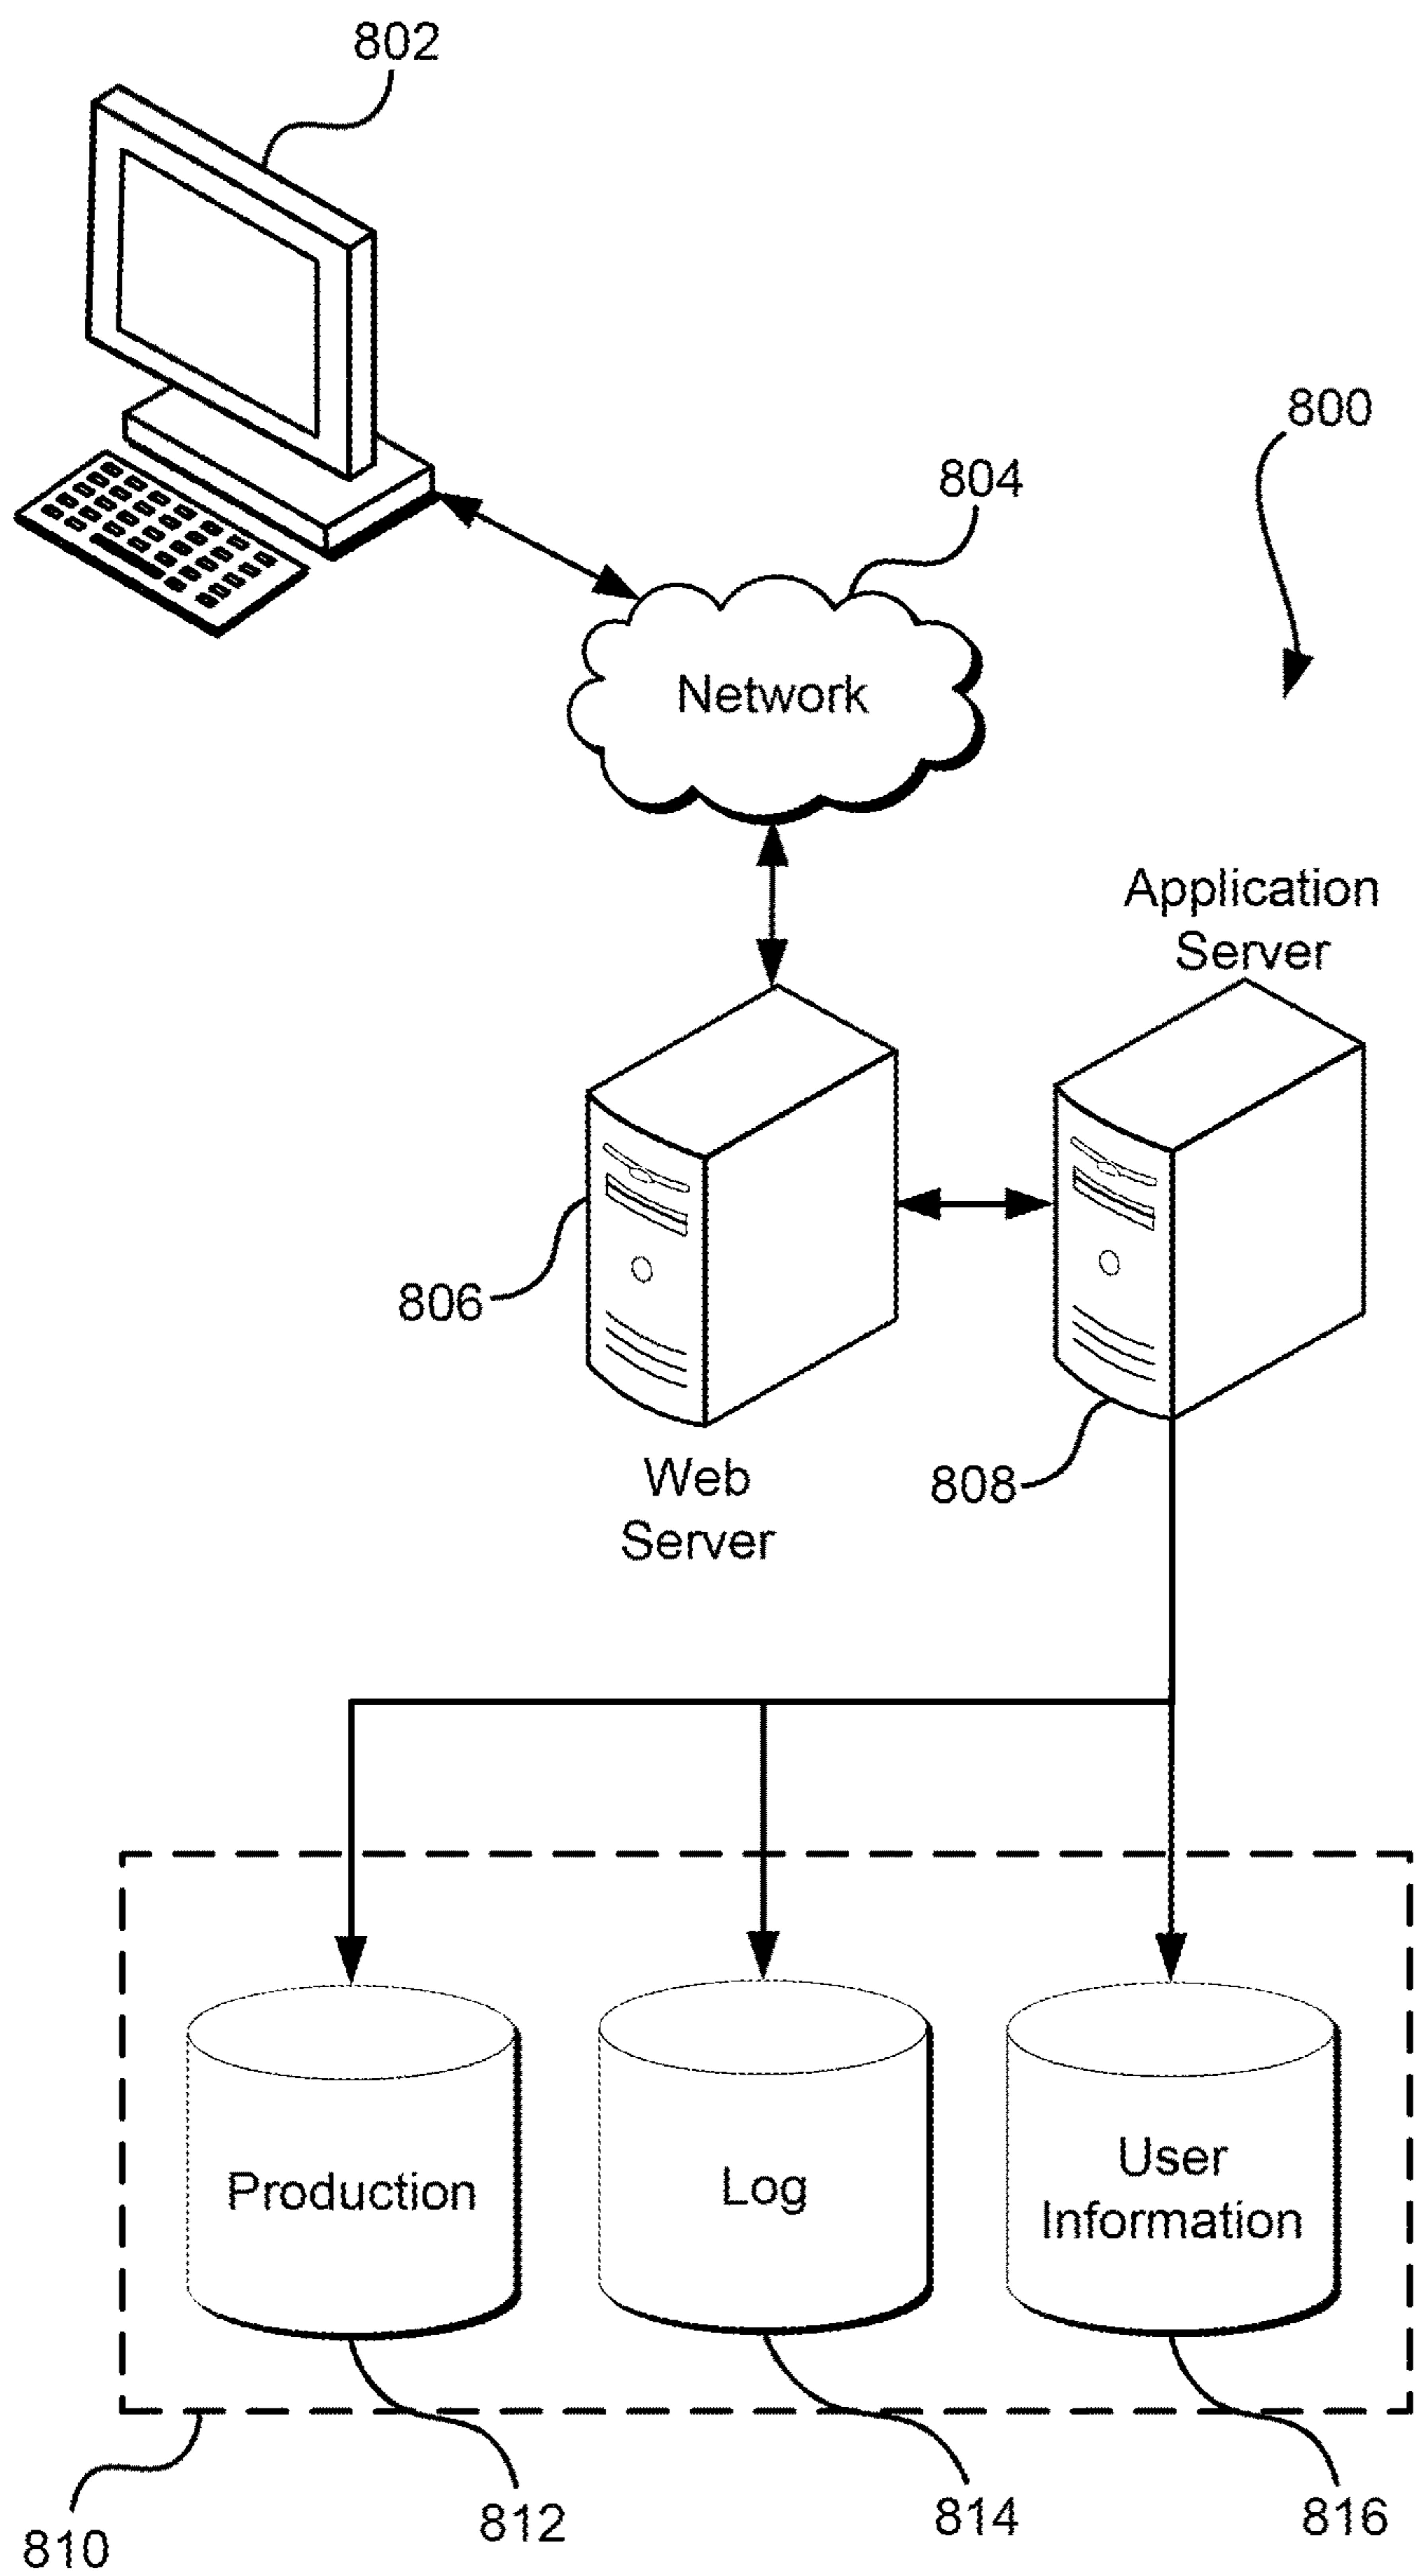 802
800
804
Network
Application
Server
806
808
Web
Server
Production
Log
User
Information
810
812
814
816